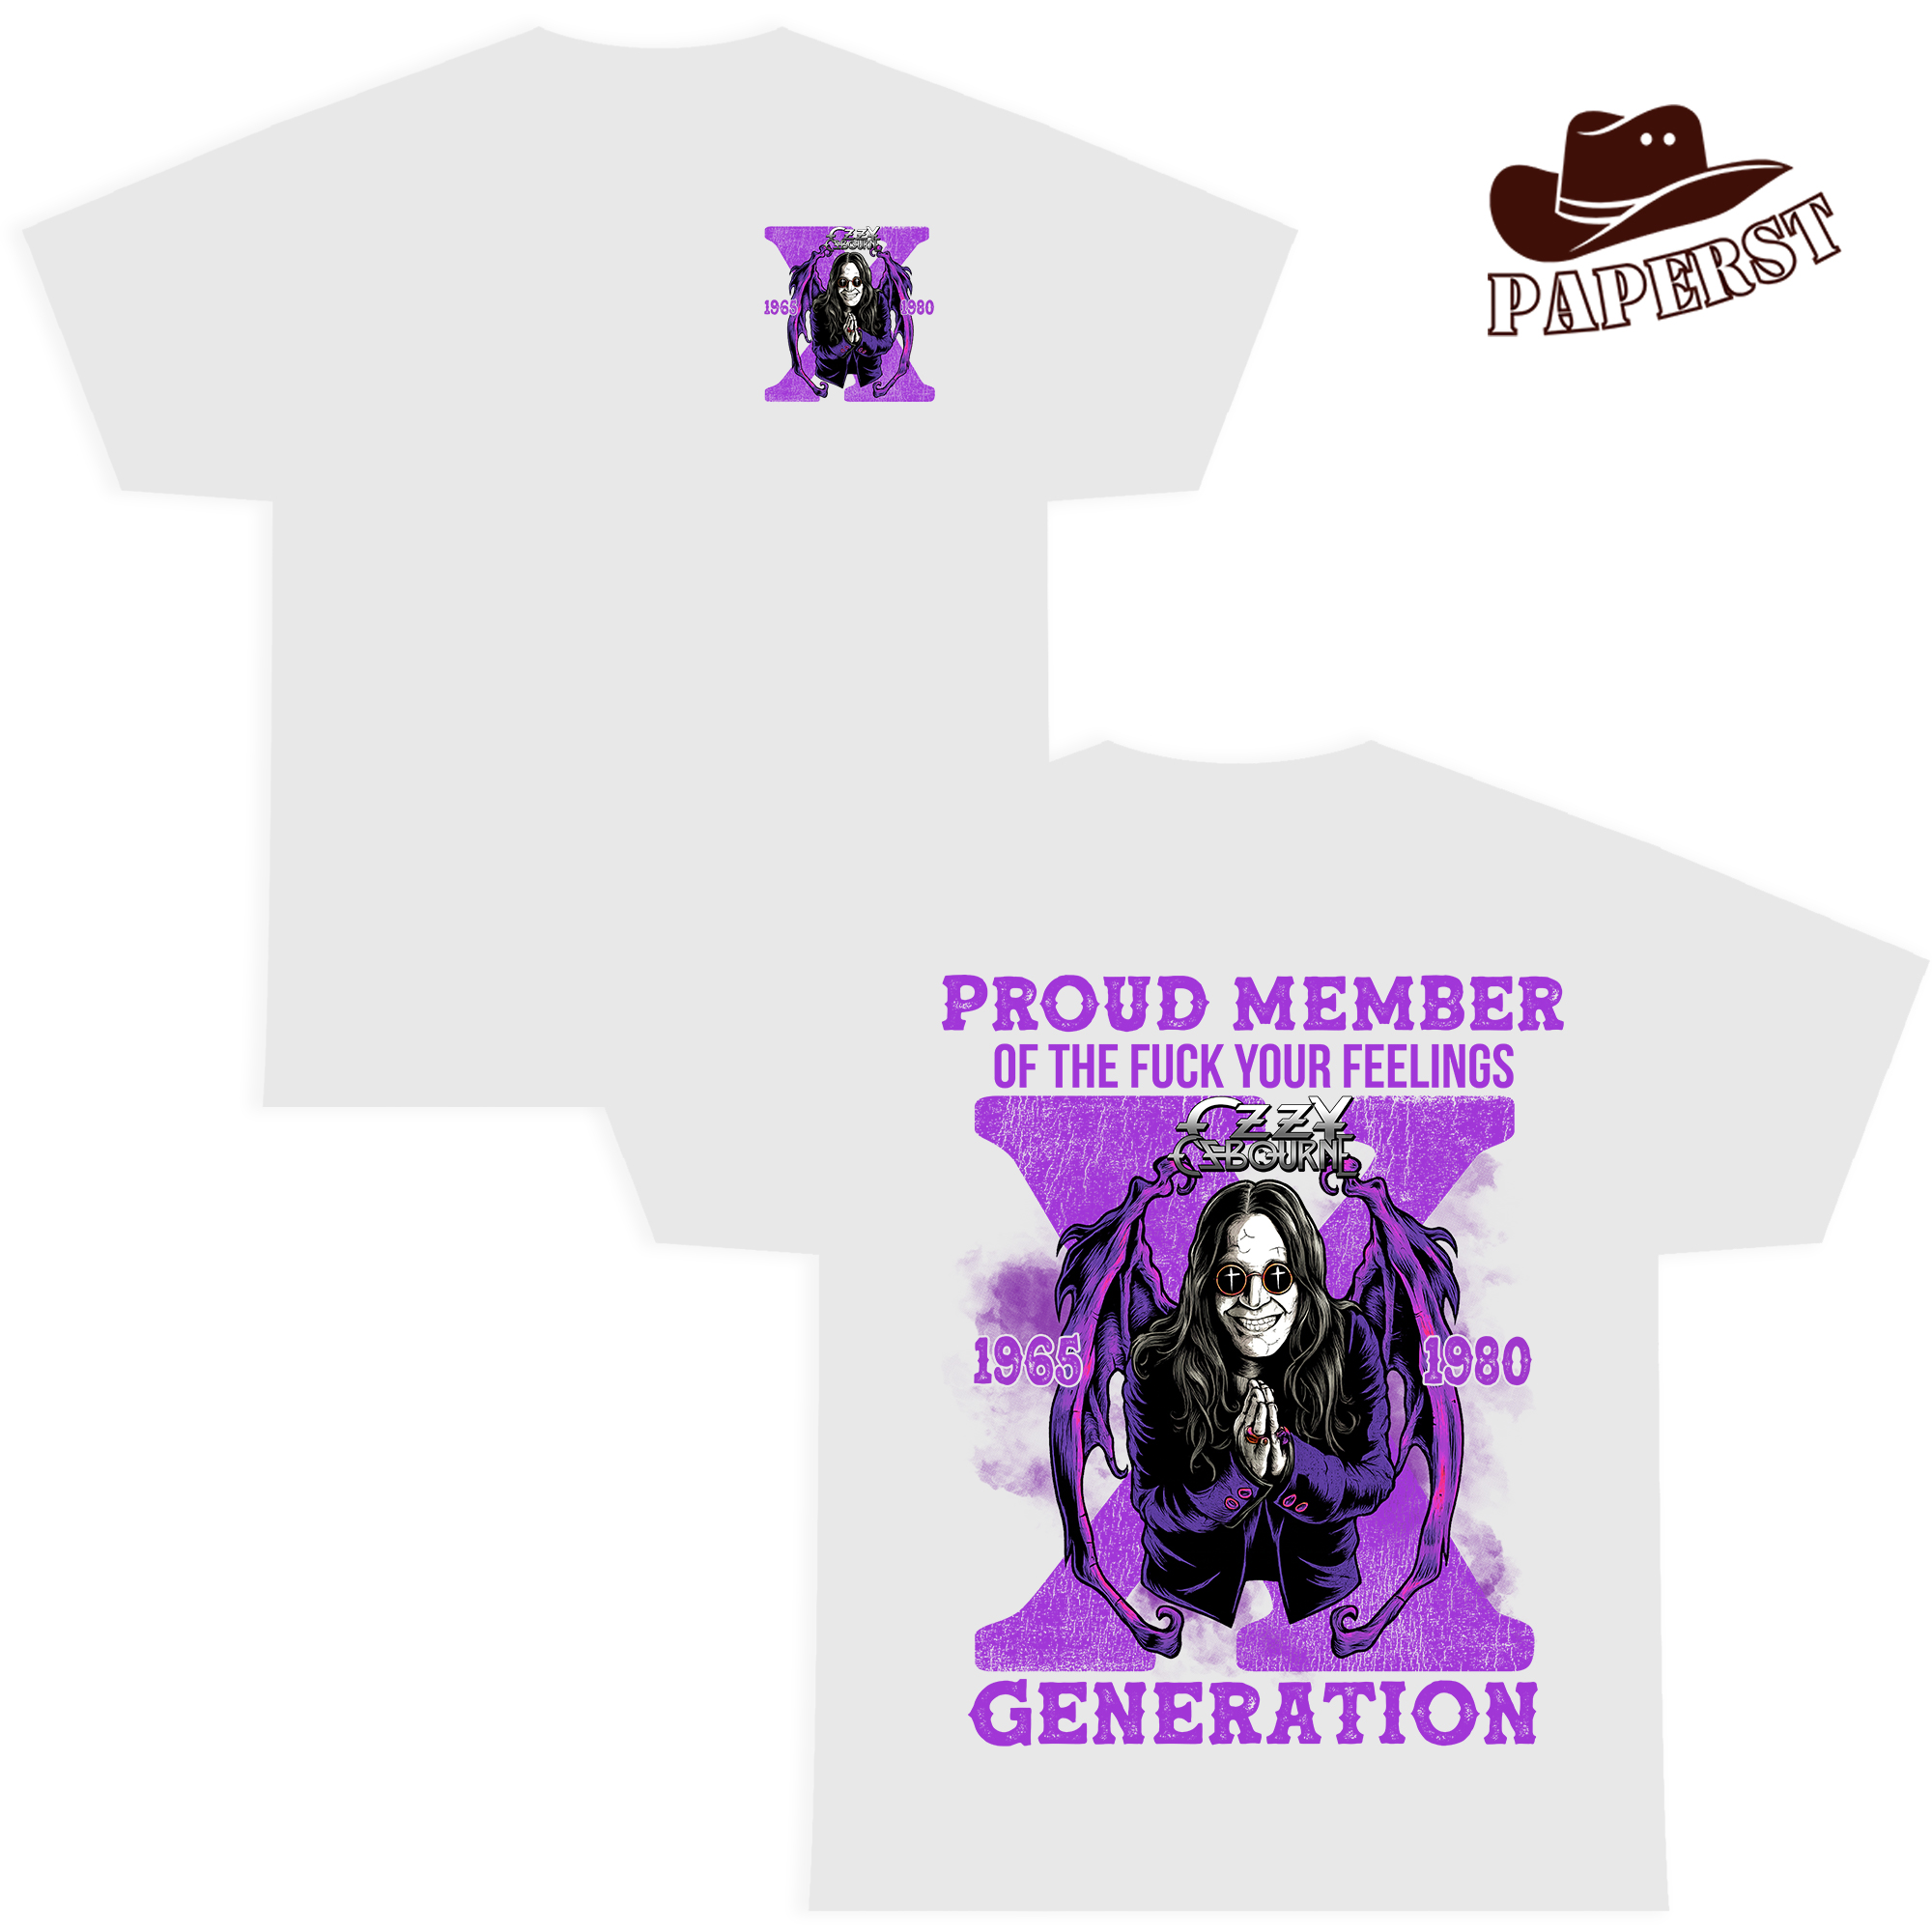 OZZY
OSBOURNE
1965 1980
PAPERST
PROUD MEMBER
OF THE FUCK YOUR FEELINGS
X
OZZY
OSBOURNE
1965 1980
GENERATION